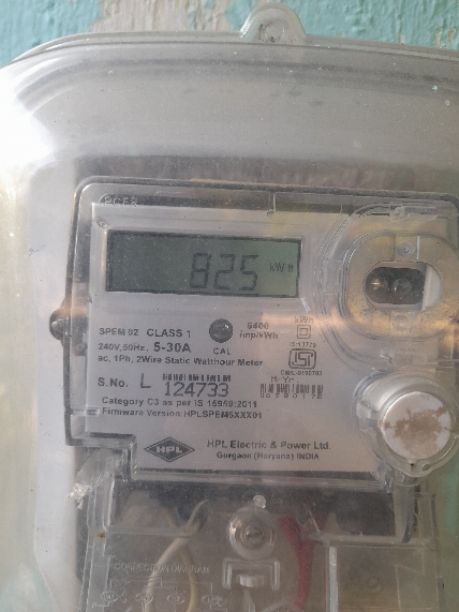 825 kWh
SPEM 02 CLASS 1
240V, 50Hz, 5-30A
CAL
6400
imp/kWh
ac, 1Ph, 2Wire Static Watthour Meter
S.No. L 124733
Category C3 as per IS 15959:2011
Firmware Version: HPLSPEM5XXX01
HPL
HPL Electric & Power Ltd.
Gurgaon (Haryana) INDIA
CONNECTION DIAGRAM